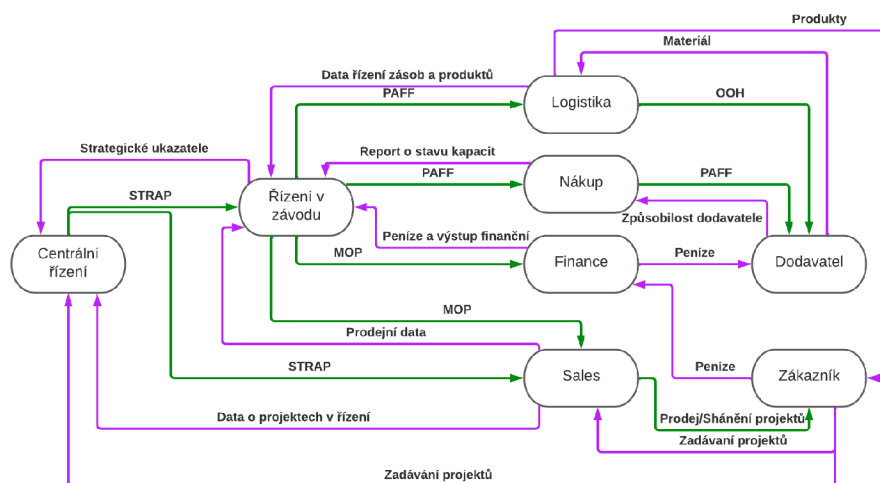 Produkty
Materiál
Data řízení zásob a produktů
PAFF
Logistika
OOH
Strategické ukazatele
Report o stavu kapacit
PAFF
Nákup
PAFF
STRAP
Řízení v
závodu
Způsobilost dodavatele
Peníze a výstup finanční
Centrální
řízení
MOP
Finance
Penize
Dodavatel
MOP
Prodejní data
STRAP
Sales
Penize
Zákazník
Data o projektech v řízení
Prodej/Shánění projektů
Zadávaní projektů
Zadávání projektů